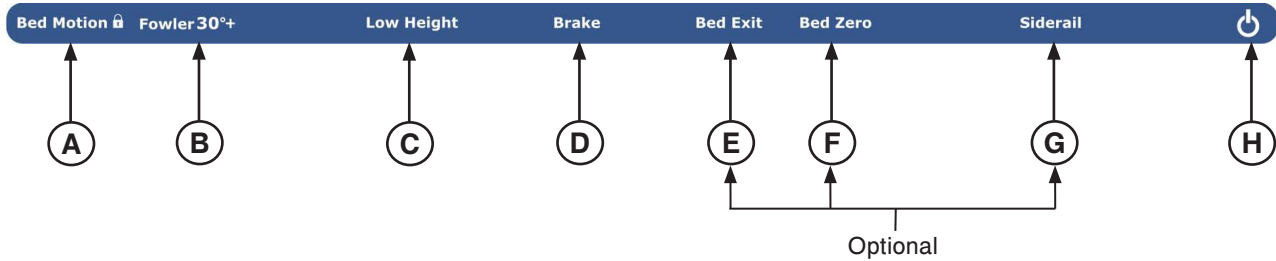 Bed Motion Fowler 30°+ Low Height Brake Bed Exit Bed Zero Siderail
A B C D E F G H
Optional